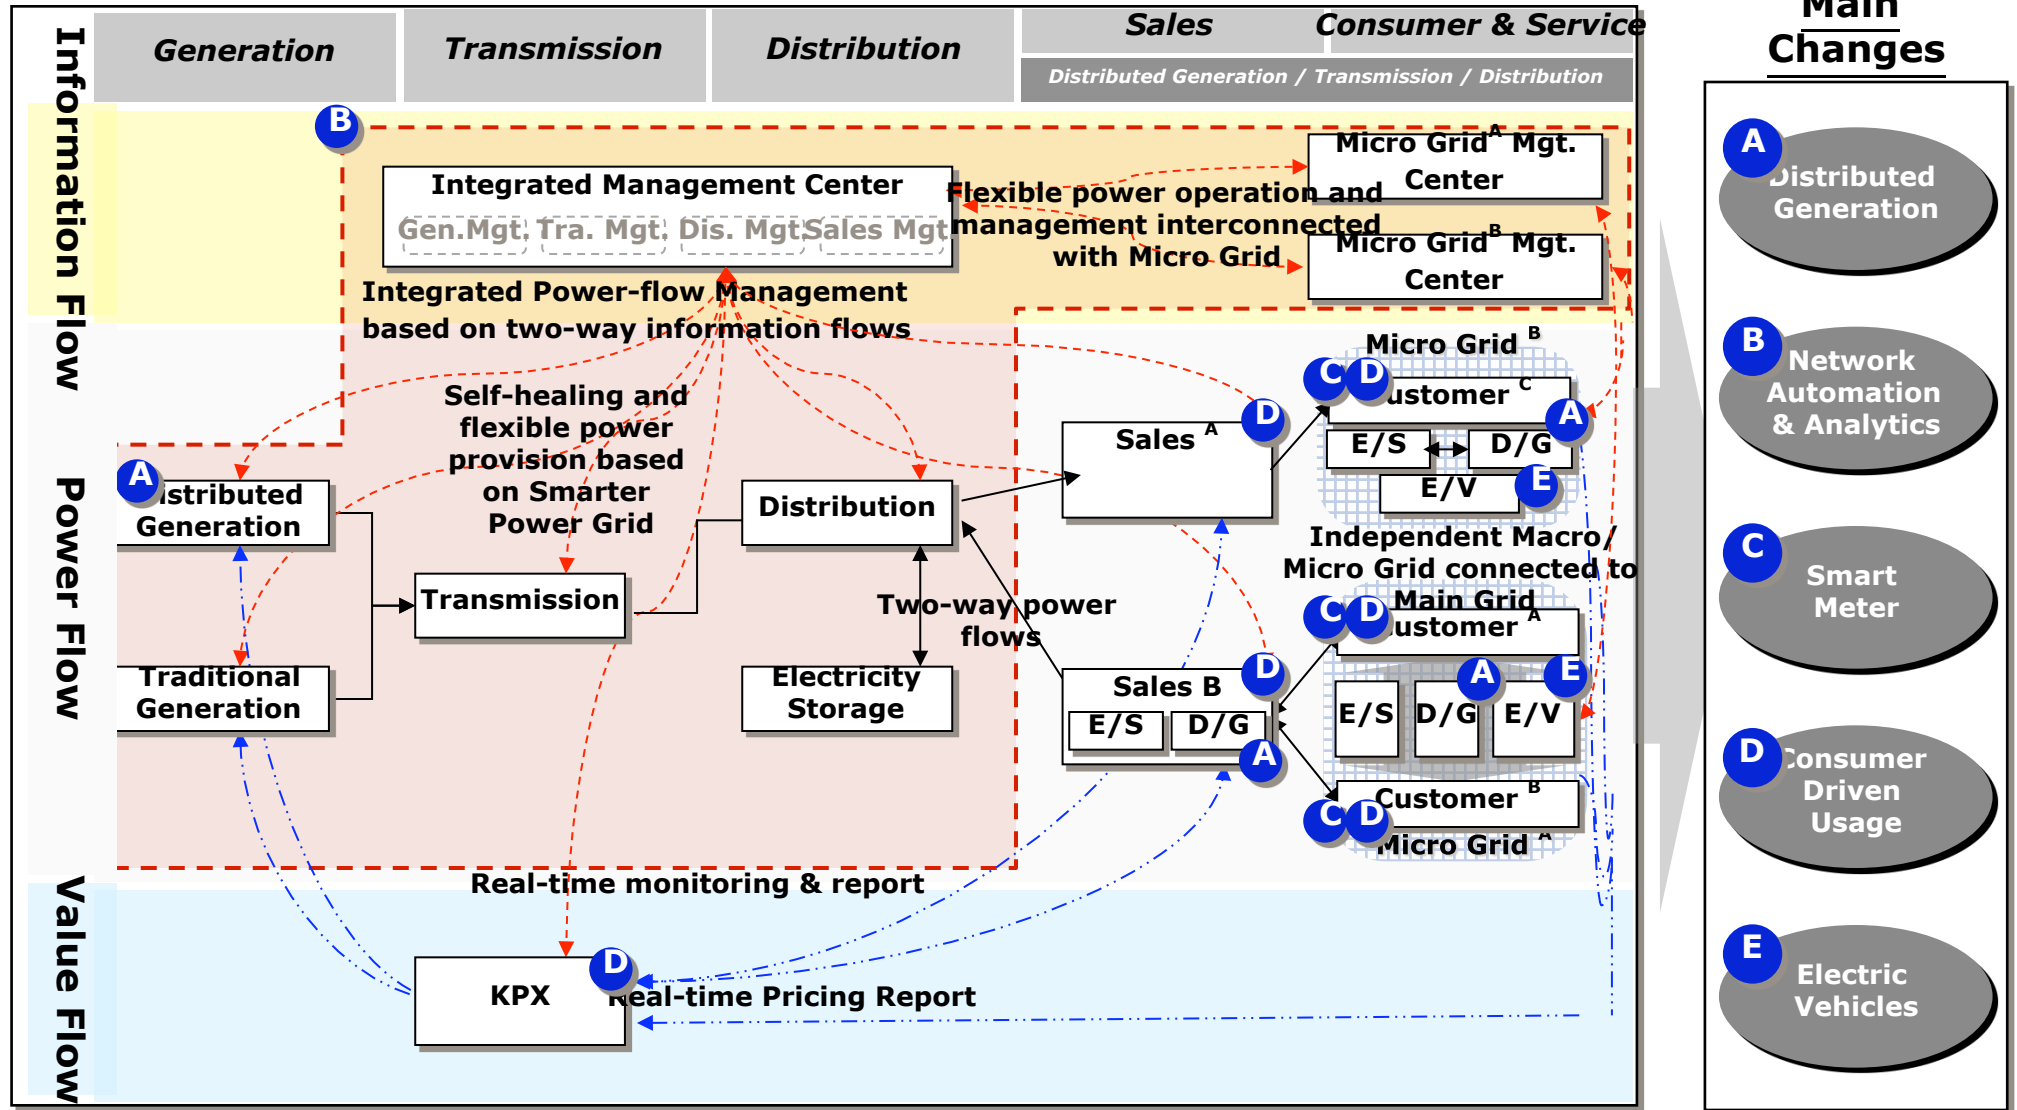 Generation
Transmission
Distribution
Sales
Consumer & Service
Distributed Generation / Transmission / Distribution
Main
Changes
Information Flow
Power Flow
Value Flow
B
Integrated Management Center
Gen.Mgt. Tra. Mgt. Dis. Mgt. Sales Mgt.
Flexible power operation and
management interconnected
with Micro Grid
Micro Grid A Mgt.
Center
Micro Grid B Mgt.
Center
Integrated Power-flow Management
based on two-way information flows
Self-healing and
flexible power
provision based
on Smarter
Power Grid
A
Distributed
Generation
Traditional
Generation
Transmission
Distribution
Electricity
Storage
Two-way power
flows
Sales A
D
Sales B
D
E/S
D/G
A
Micro Grid B
C
D
Customer C
A
E/S
D/G
E/V
E
Independent Macro/
Micro Grid connected to
Main Grid
C
D
Customer A
A
E
E/S
D/G
E/V
Customer B
C
D
Micro Grid A
Real-time monitoring & report
KPX
D
Real-time Pricing Report
A
Distributed
Generation
B
Network
Automation
& Analytics
C
Smart
Meter
D
Consumer
Driven
Usage
E
Electric
Vehicles